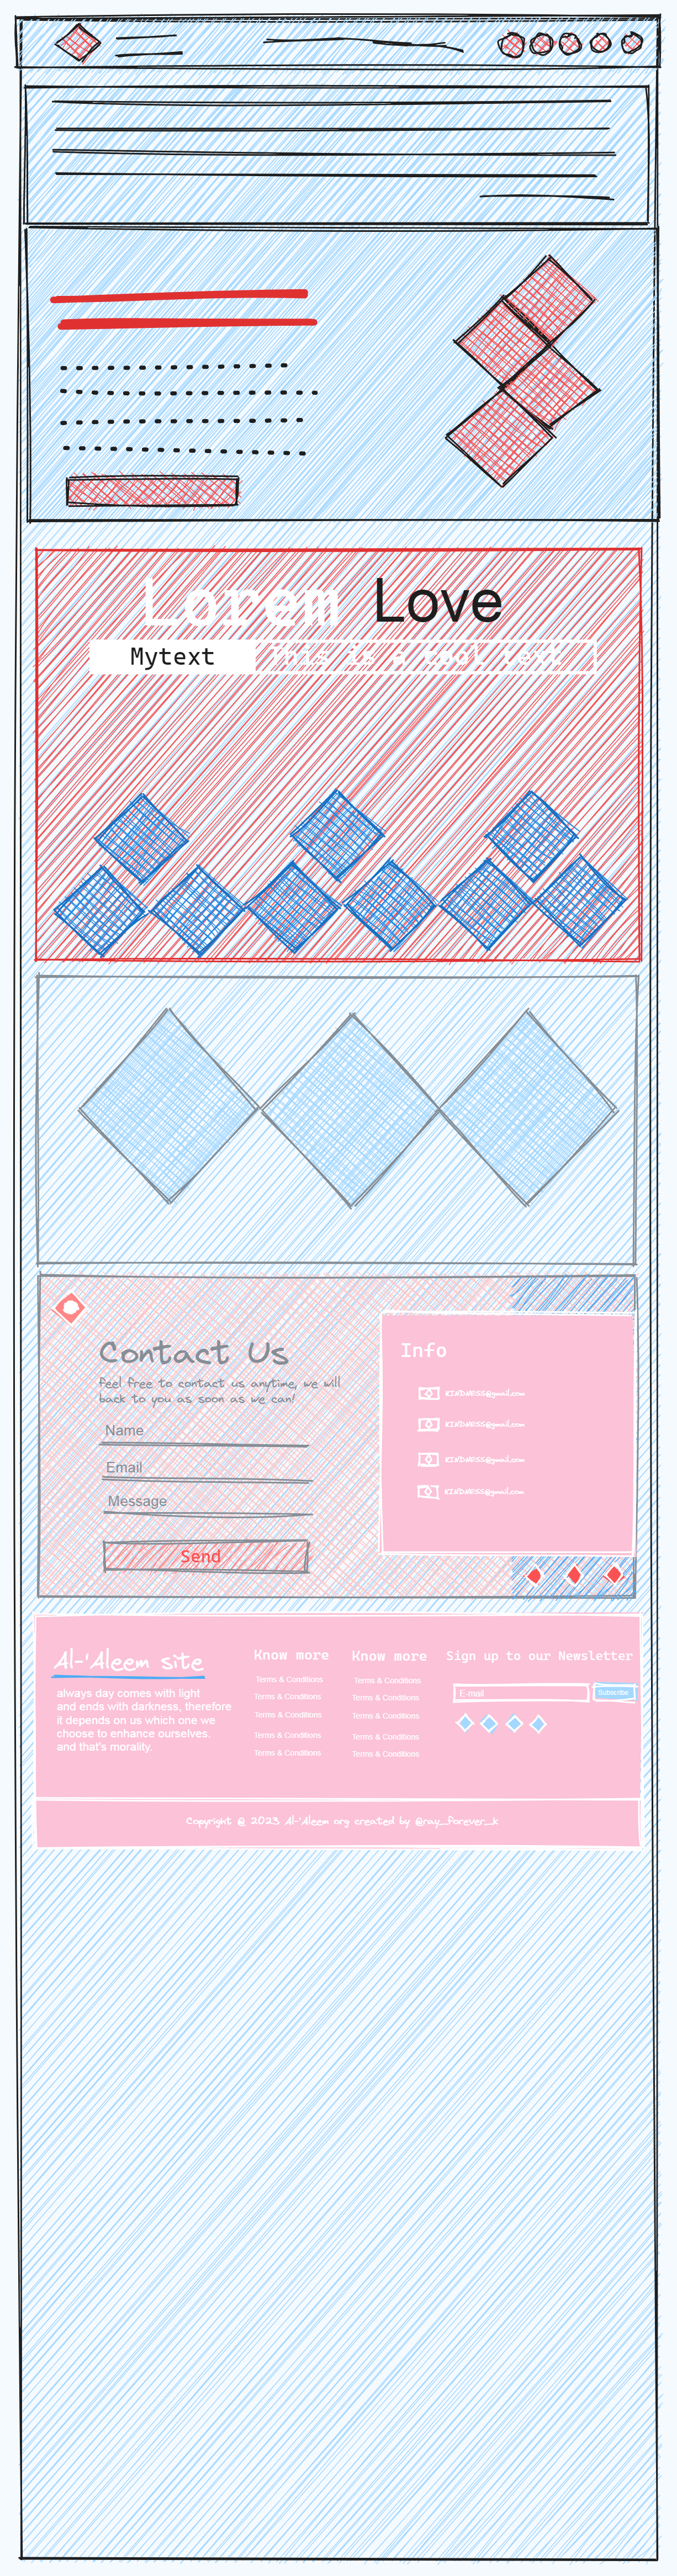 Lorem Love
Mytext This is a cool text
Contact Us
feel free to contact us anytime, we will
back to you as soon as we can!
Name
Email
Message
Send
Info
KINDNESS@gmail.com
KINDNESS@gmail.com
KINDNESS@gmail.com
KINDNESS@gmail.com
Al-'Aleem site
always day comes with light
and ends with darkness, therefore
it depends on us which one we
choose to enhance ourselves.
and that's morality.
Know more
Terms & Conditions
Terms & Conditions
Terms & Conditions
Terms & Conditions
Terms & Conditions
Know more
Terms & Conditions
Terms & Conditions
Terms & Conditions
Terms & Conditions
Terms & Conditions
Sign up to our Newsletter
E-mail
Subscribe
Copyright @ 2023 Al-'Aleem org created by @ray_forever_k